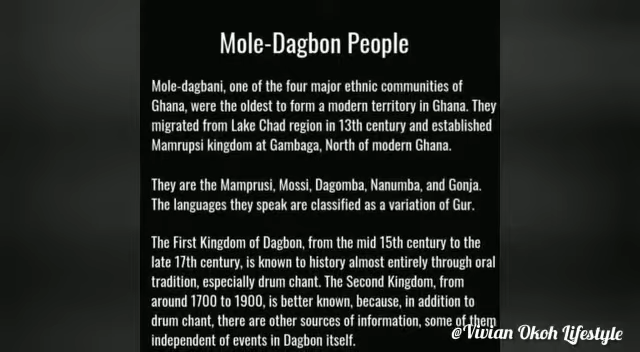 Mole-Dagbon People
Mole-dagbani, one of the four major ethnic communities of
Ghana, were the oldest to form a modern territory in Ghana. They
migrated from Lake Chad region in 13th century and established
Mamrupsi kingdom at Gambaga, North of modern Ghana.
They are the Mamprusi, Mossi, Dagomba, Nanumba, and Gonja.
The languages they speak are classified as a variation of Gur.
The First Kingdom of Dagbon, from the mid 15th century to the
late 17th century, is known to history almost entirely through oral
tradition, especially drum chant. The Second Kingdom, from
around 1700 to 1900, is better known, because, in addition to
drum chant, there are other sources of information, some of them
independent of events in Dagbon itself.
@Vivian Okoh Lifestyle